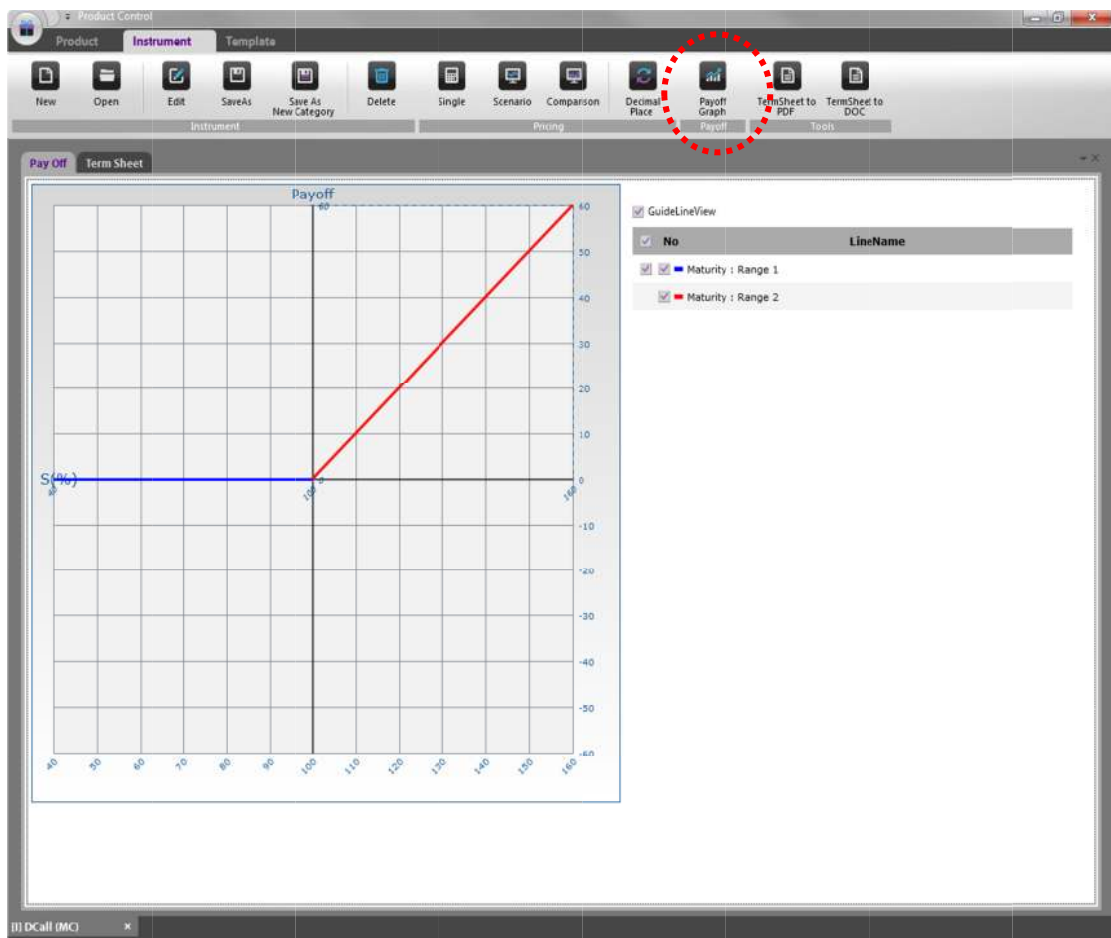 Product Control
Product Instrument Template
New Open Edit SaveAs Save As New Category Delete Single Scenario Comparison Decimal Place Payoff Graph TermSheet to PDF TermSheet to DOC
Instrument Pricing Payoff Tools
Pay Off Term Sheet
Payoff
60
60
50
40
30
20
10
0
-10
-20
-30
-40
-50
-60
S(%)
40 100 0 160
40 50 60 70 80 90 100 110 120 130 140 150 160
GuideLineView
No LineName
Maturity : Range 1
Maturity : Range 2
[I] DCall (MC)